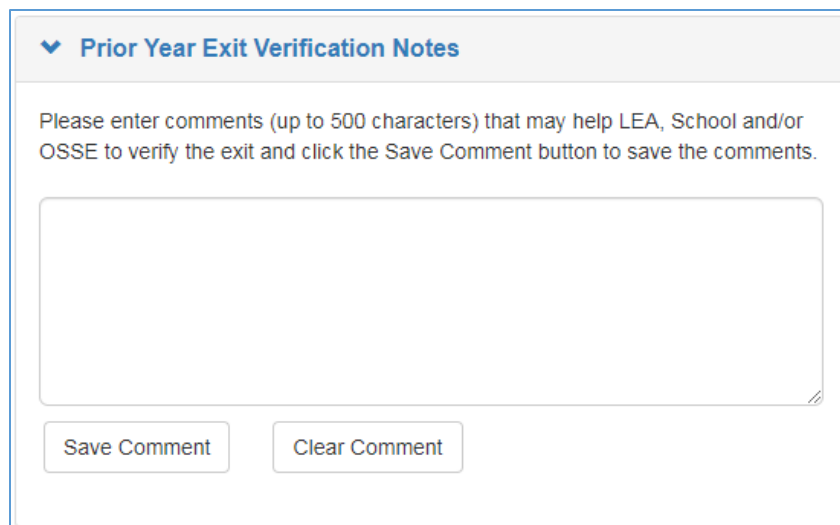 Prior Year Exit Verification Notes
Please enter comments (up to 500 characters) that may help LEA, School and/or
OSSE to verify the exit and click the Save Comment button to save the comments.
Save Comment
Clear Comment